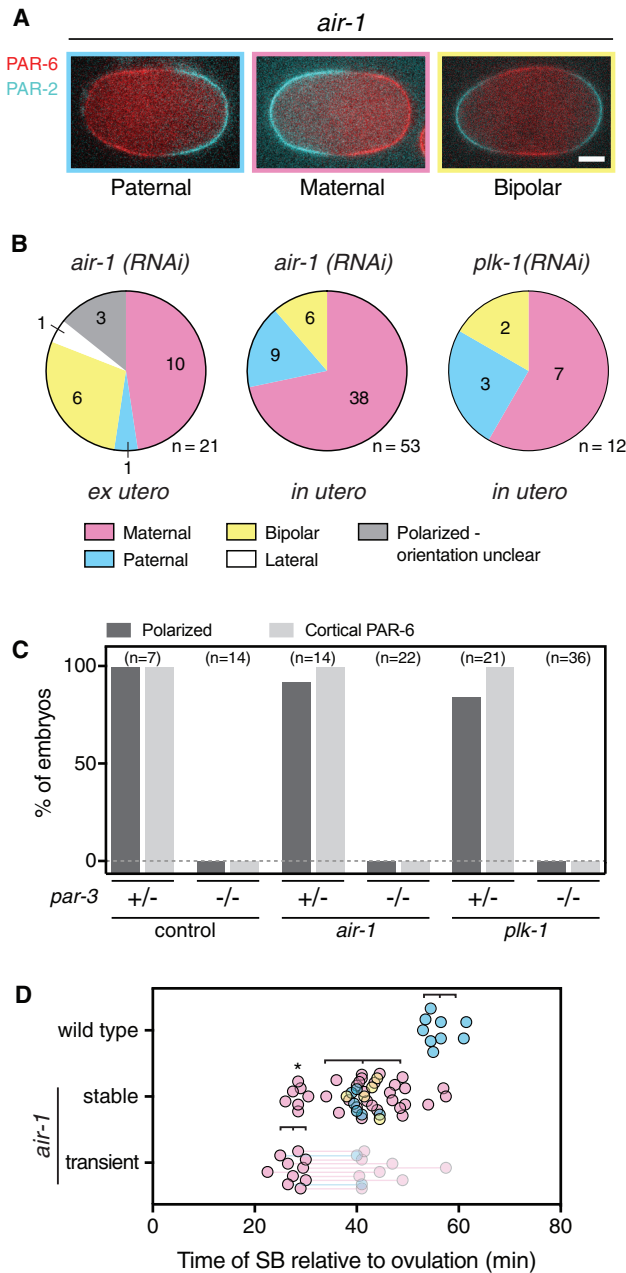 A
air-1
PAR-6
PAR-2
Paternal
Maternal
Bipolar
B
air-1 (RNAi)
air-1 (RNAi)
plk-1(RNAi)
3
1
10
6
1
n = 21
6
9
38
n = 53
2
3
7
n = 12
ex utero
in utero
in utero
Maternal
Bipolar
Polarized -
orientation unclear
Paternal
Lateral
Polarized
Cortical PAR-6
C
(n=7)
(n=14)
(n=14)
(n=22)
(n=21)
(n=36)
100
50
0
% of embryos
par-3
+/-
-/-
+/-
-/-
+/-
-/-
control
air-1
plk-1
D
wild type
*
stable
air-1
transient
0
20
40
60
80
Time of SB relative to ovulation (min)